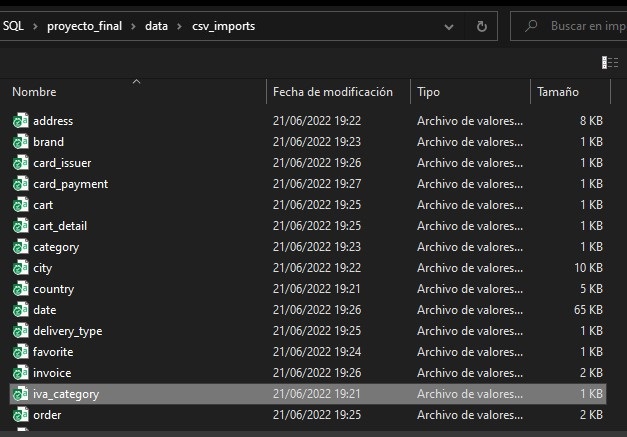 SQL > proyecto_final > data > csv_imports
Buscar en imp
Nombre Fecha de modificación Tipo Tamaño
address 21/06/2022 19:22 Archivo de valores... 8 KB
brand 21/06/2022 19:23 Archivo de valores... 1 KB
card_issuer 21/06/2022 19:26 Archivo de valores... 1 KB
card_payment 21/06/2022 19:27 Archivo de valores... 1 KB
cart 21/06/2022 19:25 Archivo de valores... 1 KB
cart_detail 21/06/2022 19:25 Archivo de valores... 1 KB
category 21/06/2022 19:23 Archivo de valores... 1 KB
city 21/06/2022 19:22 Archivo de valores... 10 KB
country 21/06/2022 19:21 Archivo de valores... 5 KB
date 21/06/2022 19:26 Archivo de valores... 65 KB
delivery_type 21/06/2022 19:25 Archivo de valores... 1 KB
favorite 21/06/2022 19:24 Archivo de valores... 1 KB
invoice 21/06/2022 19:26 Archivo de valores... 2 KB
iva_category 21/06/2022 19:21 Archivo de valores... 1 KB
order 21/06/2022 19:25 Archivo de valores... 2 KB